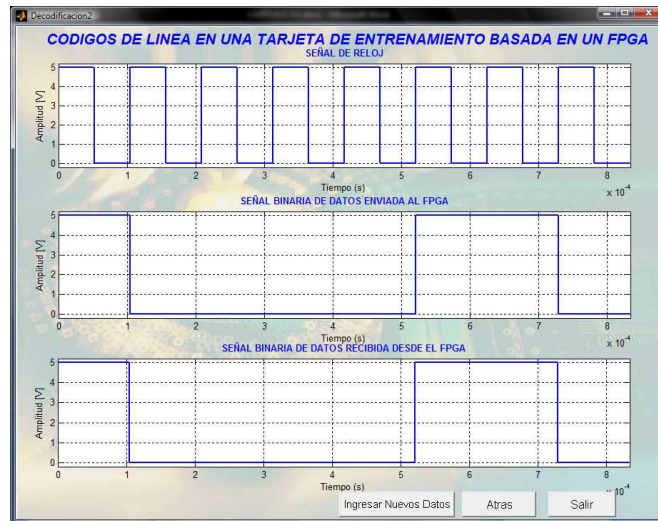 Decodificacion2
CODIGOS DE LINEA EN UNA TARJETA DE ENTRENAMIENTO BASADA EN UN FPGA
SEÑAL DE RELOJ
Amplitud [V]
5
4
3
2
1
0
0 1 2 3 4 5 6 7 8
Tiempo (s)
x 10-4
SEÑAL BINARIA DE DATOS ENVIADA AL FPGA
Amplitud [V]
5
4
3
2
1
0
0 1 2 3 4 5 6 7 8
Tiempo (s)
x 10-4
SEÑAL BINARIA DE DATOS RECIBIDA DESDE EL FPGA
Amplitud [V]
5
4
3
2
1
0
0 1 2 3 4 5 6 7 8
Tiempo (s)
x 10-4
Ingresar Nuevos Datos Atras Salir